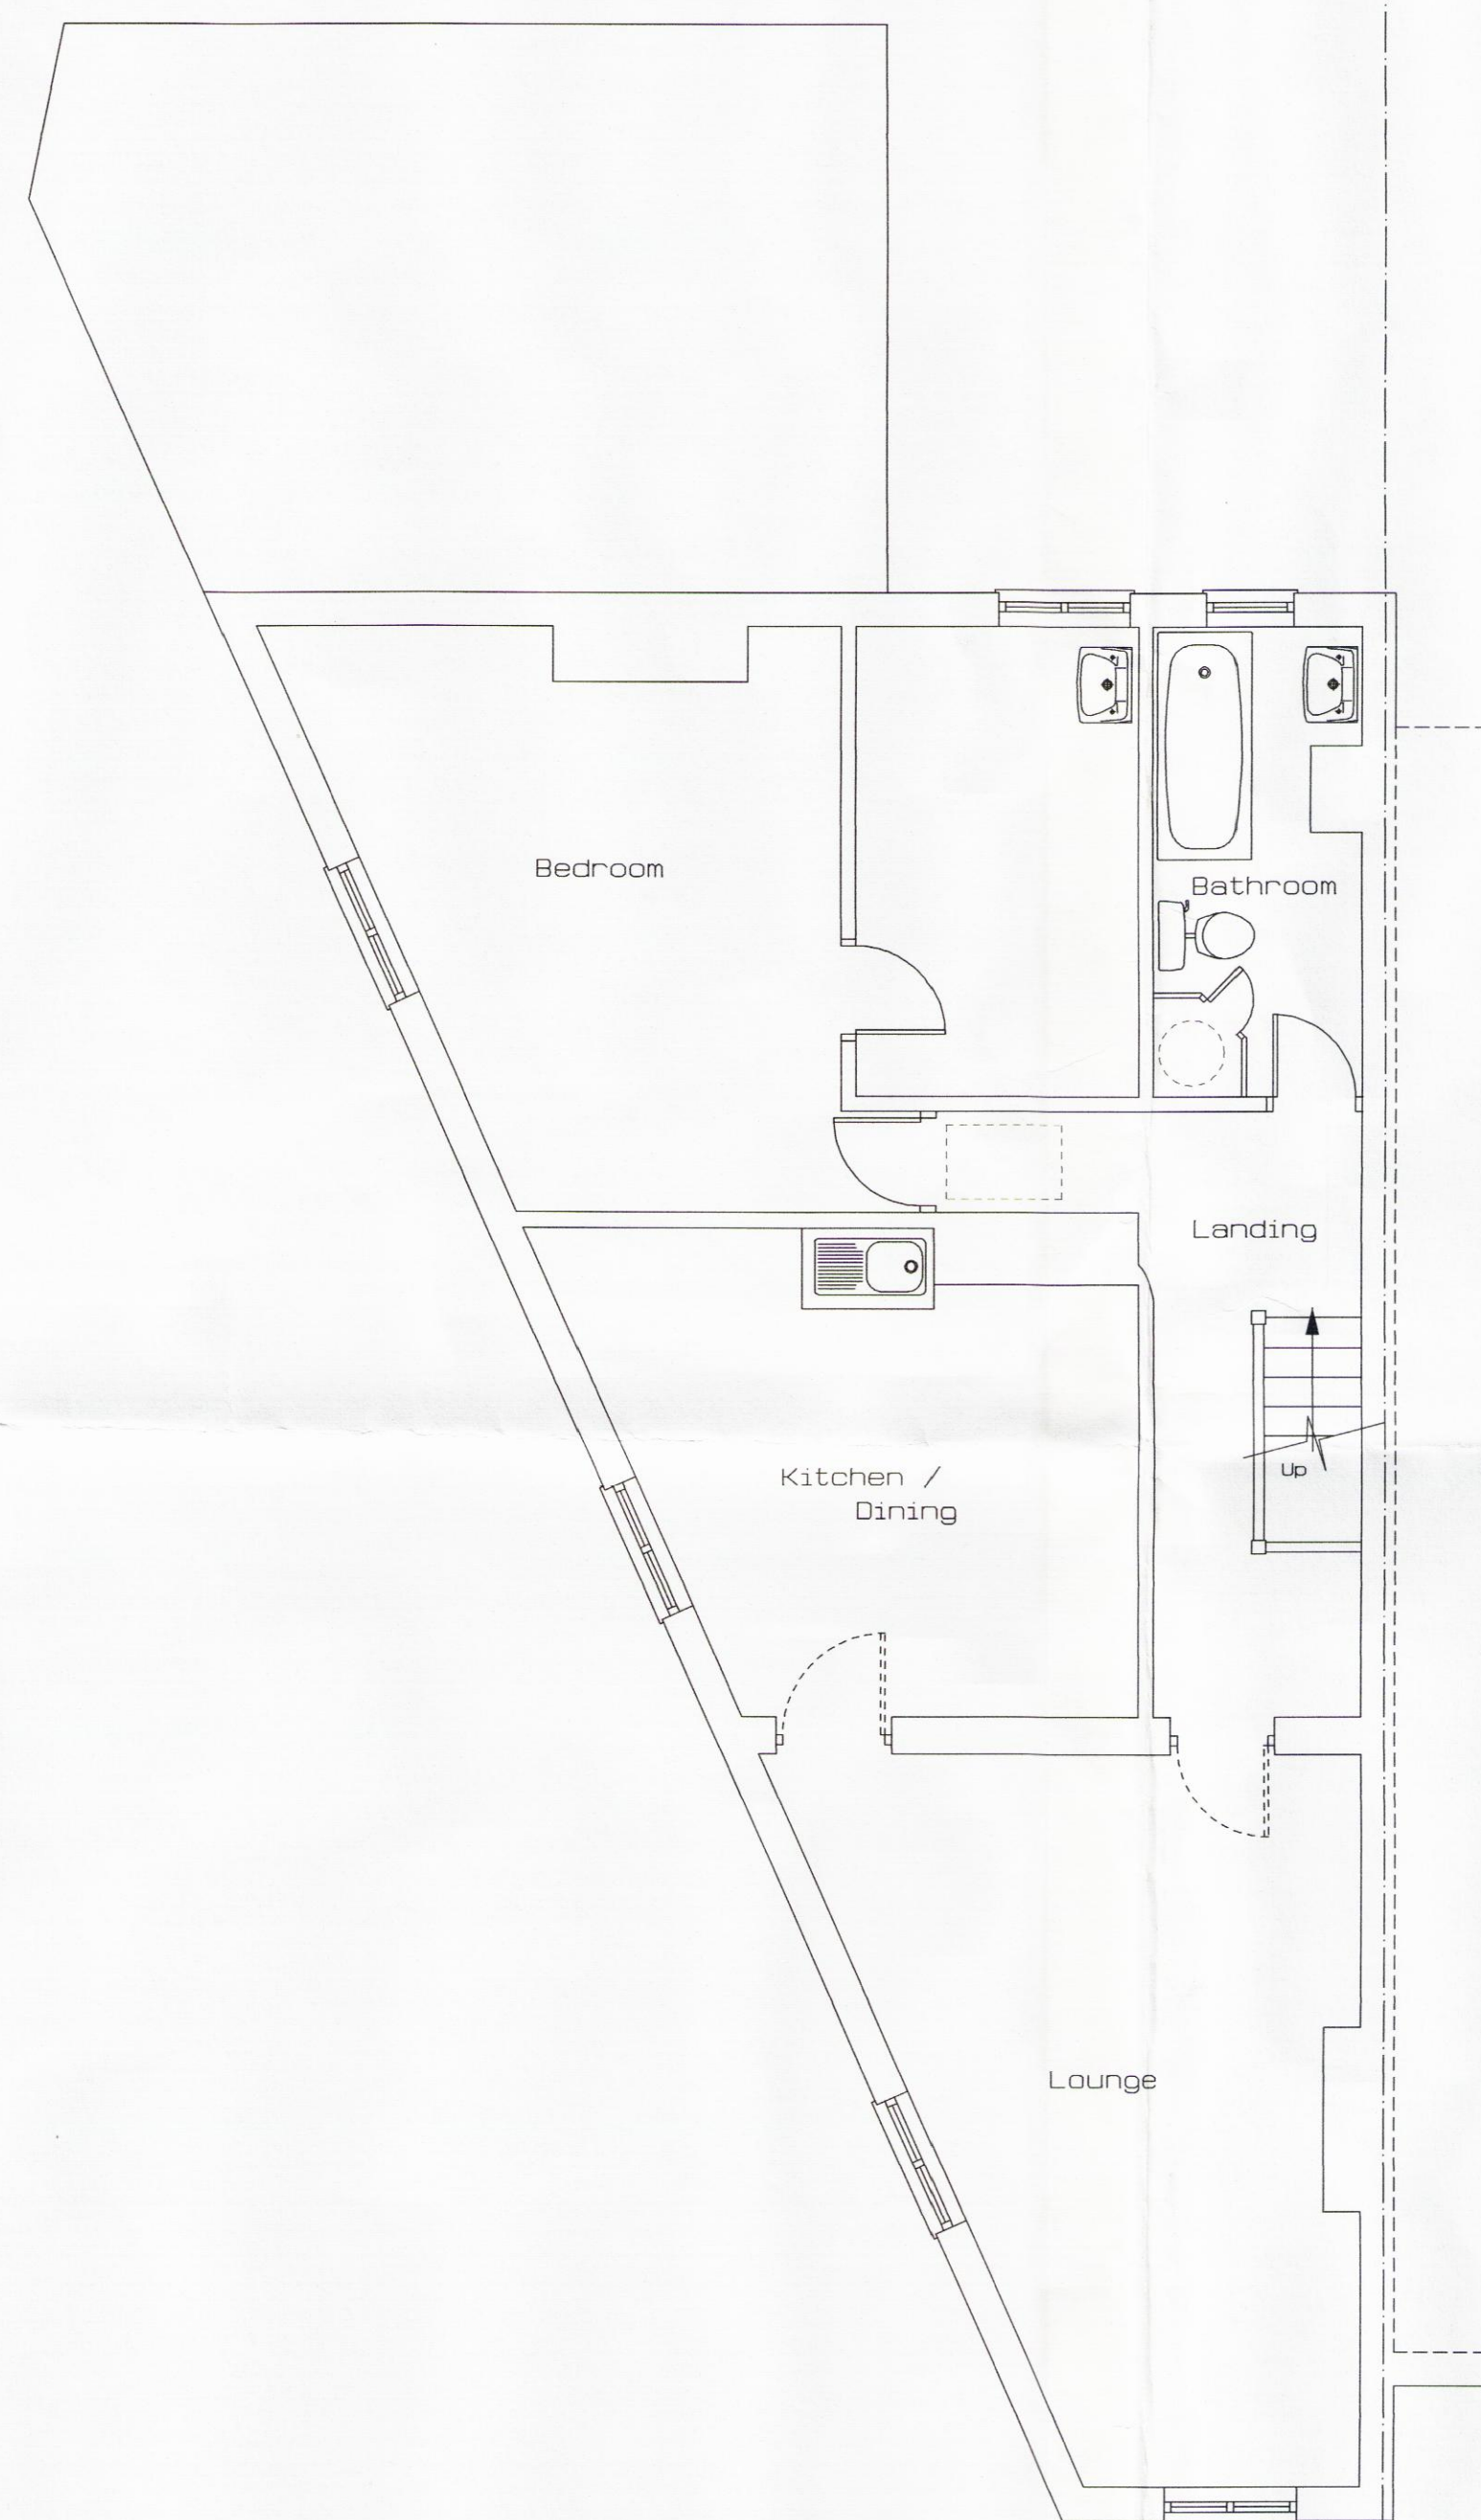 Bedroom
Bathroom
Landing
Up
Kitchen /
Dining
Lounge